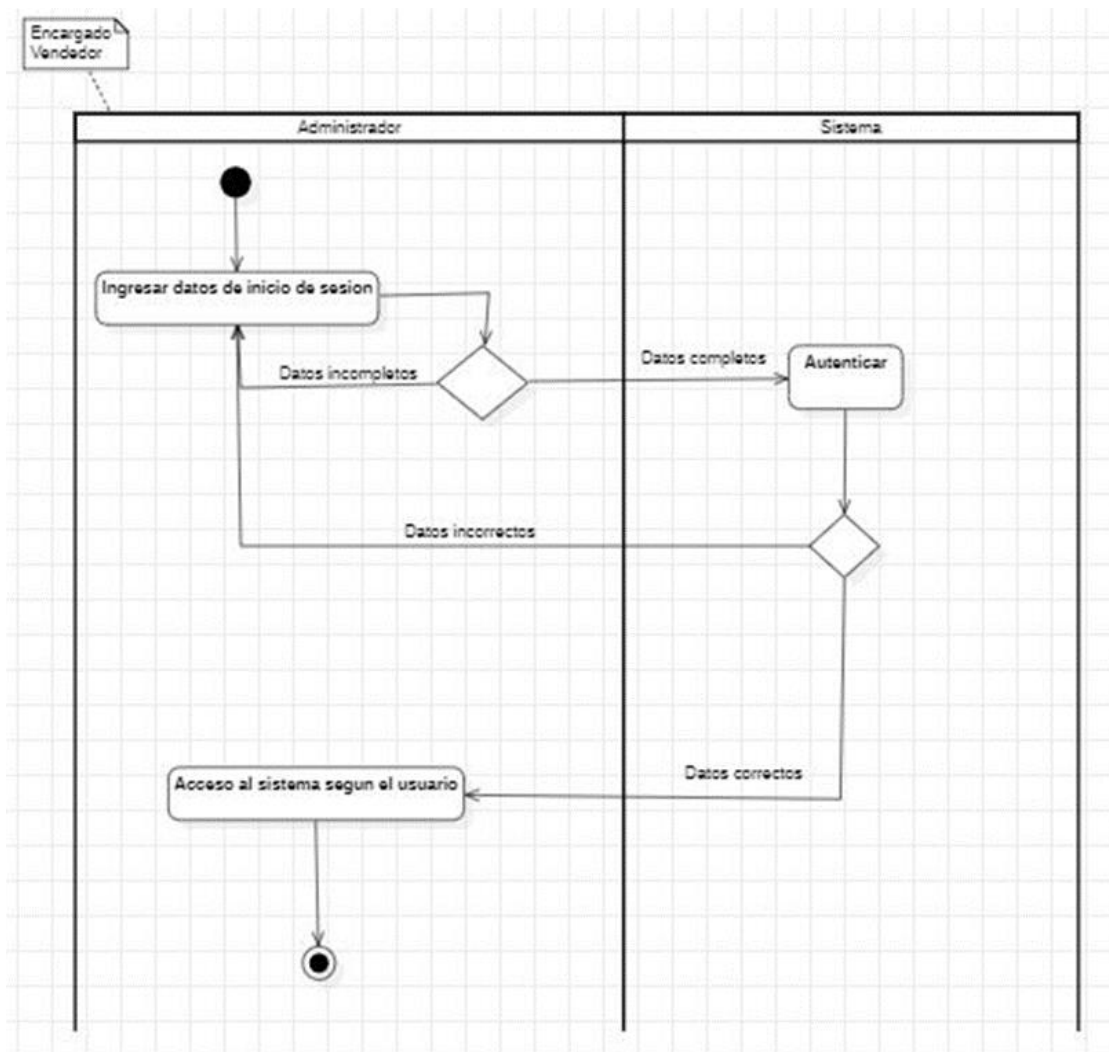 Encargado
Vendedor
Administrador
Sistema
Ingresar datos de inicio de sesion
Datos incompletos
Datos completos
Autenticar
Datos incorrectos
Datos correctos
Acceso al sistema segun el usuario